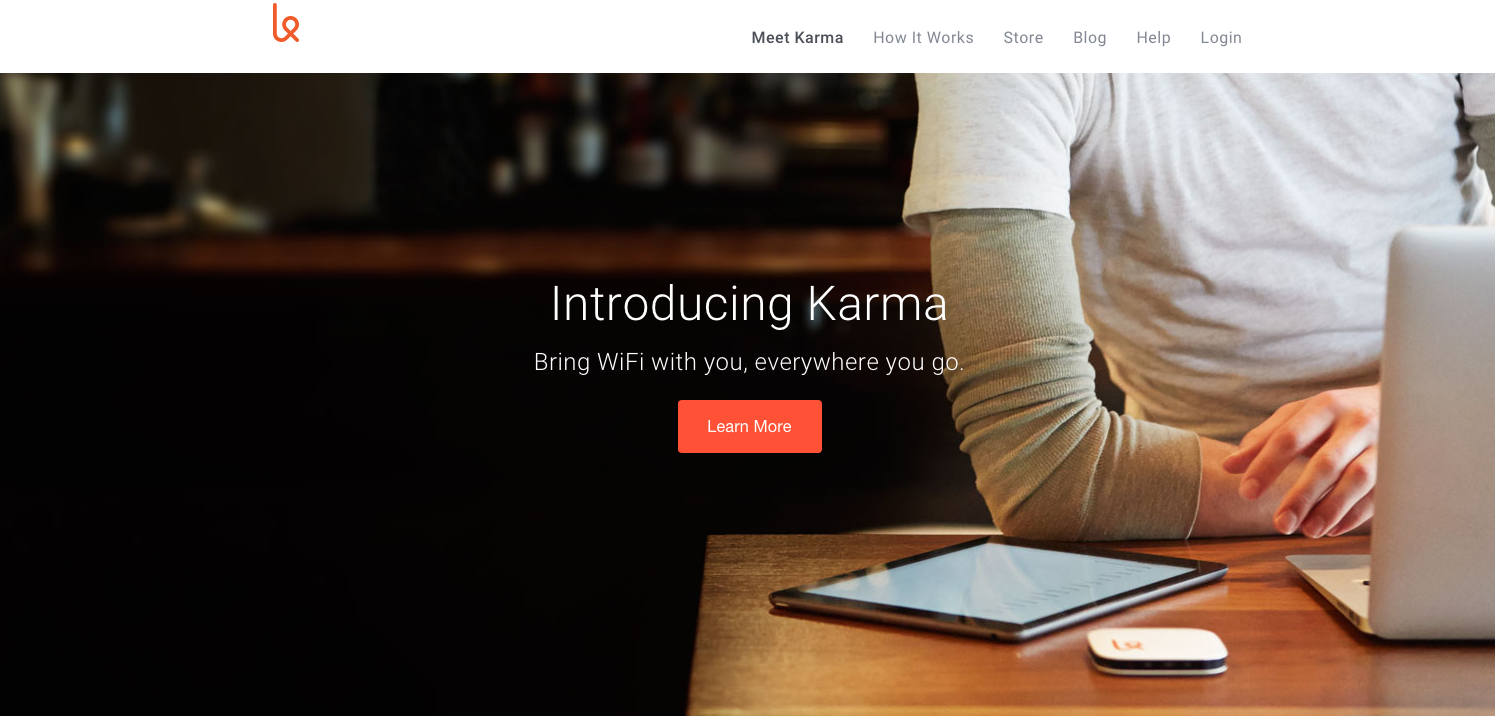 Meet Karma How It Works Store Blog Help Login
Introducing Karma
Bring WiFi with you, everywhere you go.
Learn More